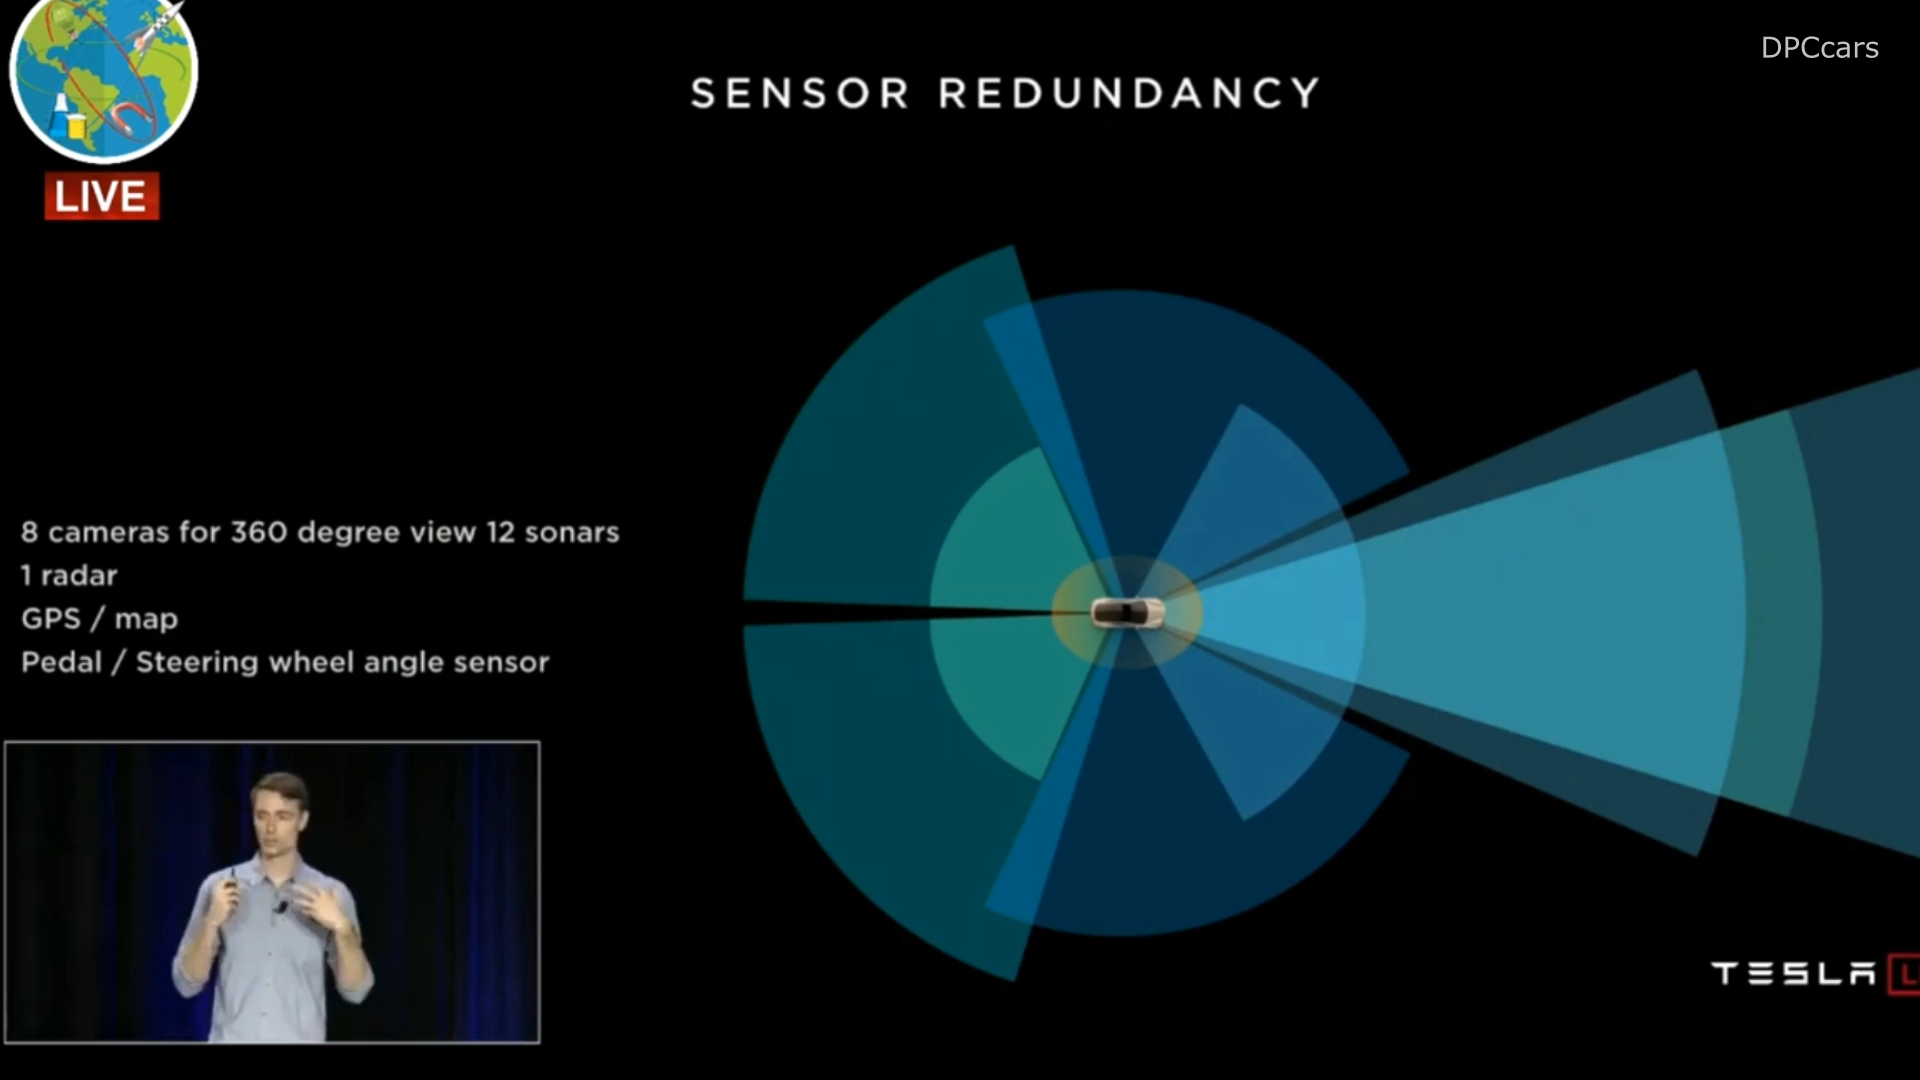 DPCcars
SENSOR REDUNDANCY
LIVE
8 cameras for 360 degree view 12 sonars
1 radar
GPS / map
Pedal / Steering wheel angle sensor
TESLA